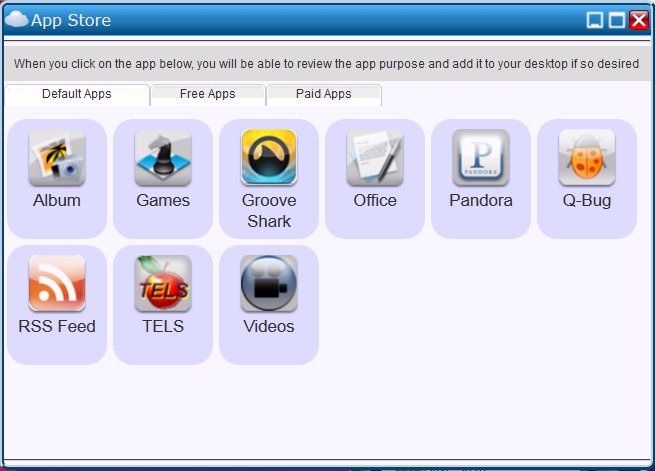 App Store
When you click on the app below, you will be able to review the app purpose and add it to your desktop if so desired
Default Apps
Free Apps
Paid Apps
Album
Games
Groove
Shark
Office
P
PANDORA
Pandora
Q-Bug
RSS Feed
TELS
TELS
Videos